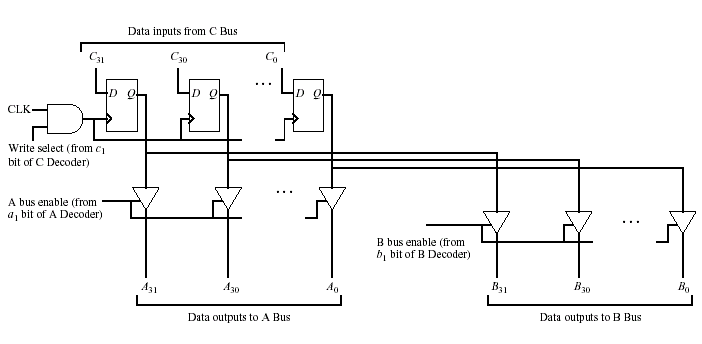 Data inputs from C Bus
C31 C30 C0
...
D Q D Q D Q
CLK
Write select (from c1
bit of C Decoder)
A bus enable (from
a1 bit of A Decoder)
...
B bus enable (from
b1 bit of B Decoder)
...
A31 A30 A0 B31 B30 B0
Data outputs to A Bus Data outputs to B Bus